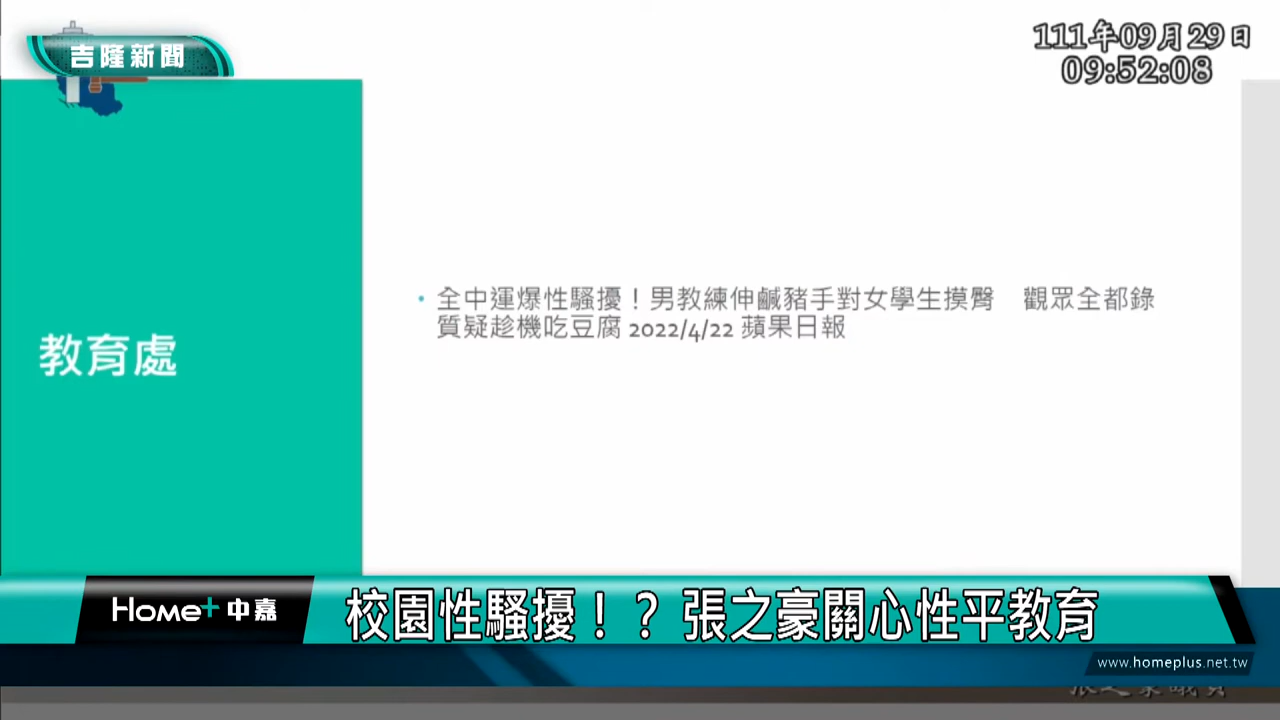 吉隆新聞
111年09月29日
09:52:08
教育處
• 全中運爆性騷擾！男教練伸鹹豬手對女學生摸臀　觀眾全都錄
質疑趁機吃豆腐 2022/4/22 蘋果日報
Home+中嘉
校園性騷擾！？ 張之豪關心性平教育
www.homeplus.net.tw